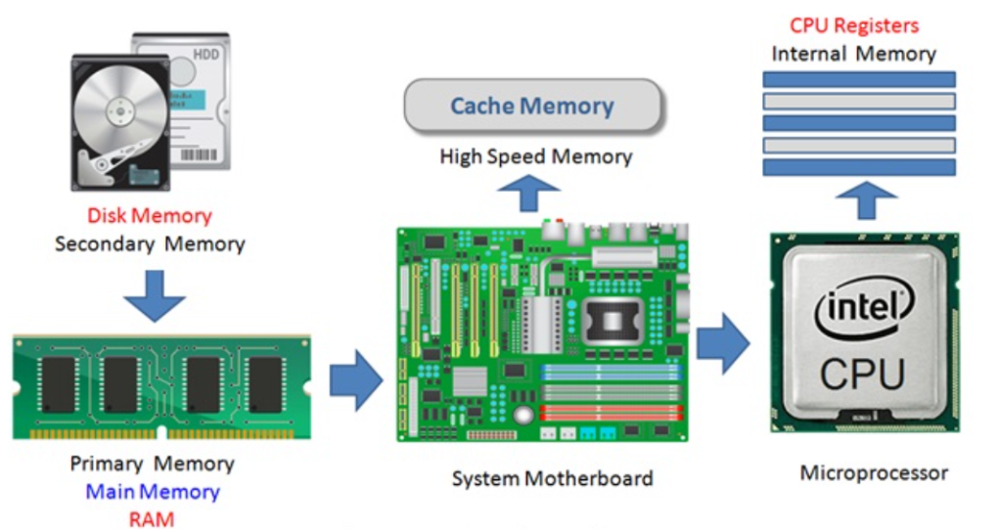 HDD
Disk Memory
Secondary Memory
Primary Memory
Main Memory
RAM
Cache Memory
High Speed Memory
System Motherboard
CPU Registers
Internal Memory
intel
CPU
Microprocessor